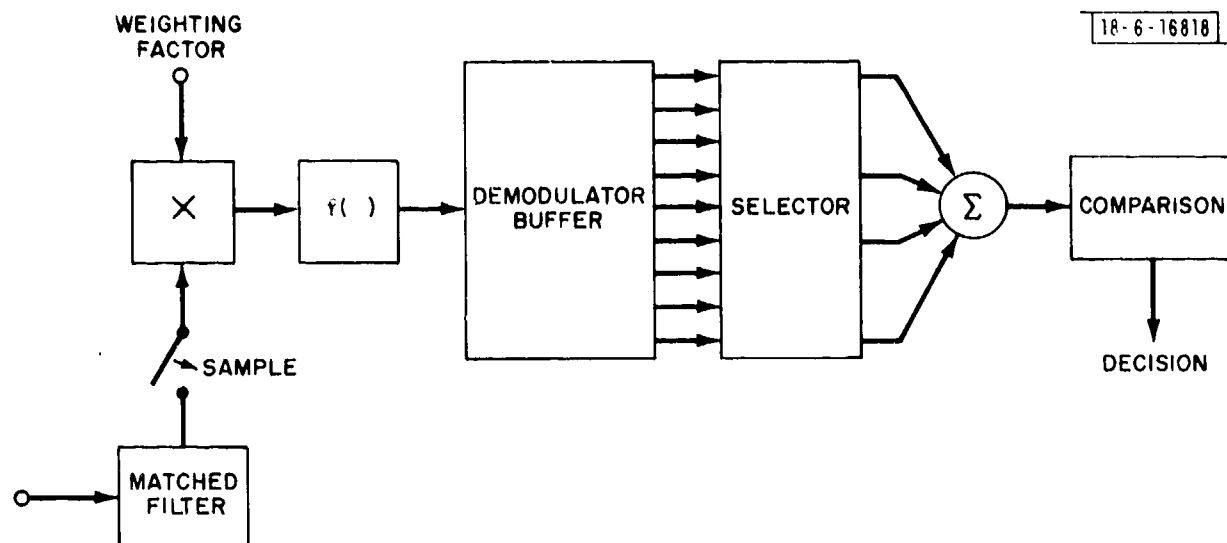 WEIGHTING
FACTOR
18-6-16818
×
f( )
DEMODULATOR
BUFFER
SELECTOR
Σ
COMPARISON
SAMPLE
DECISION
MATCHED
FILTER